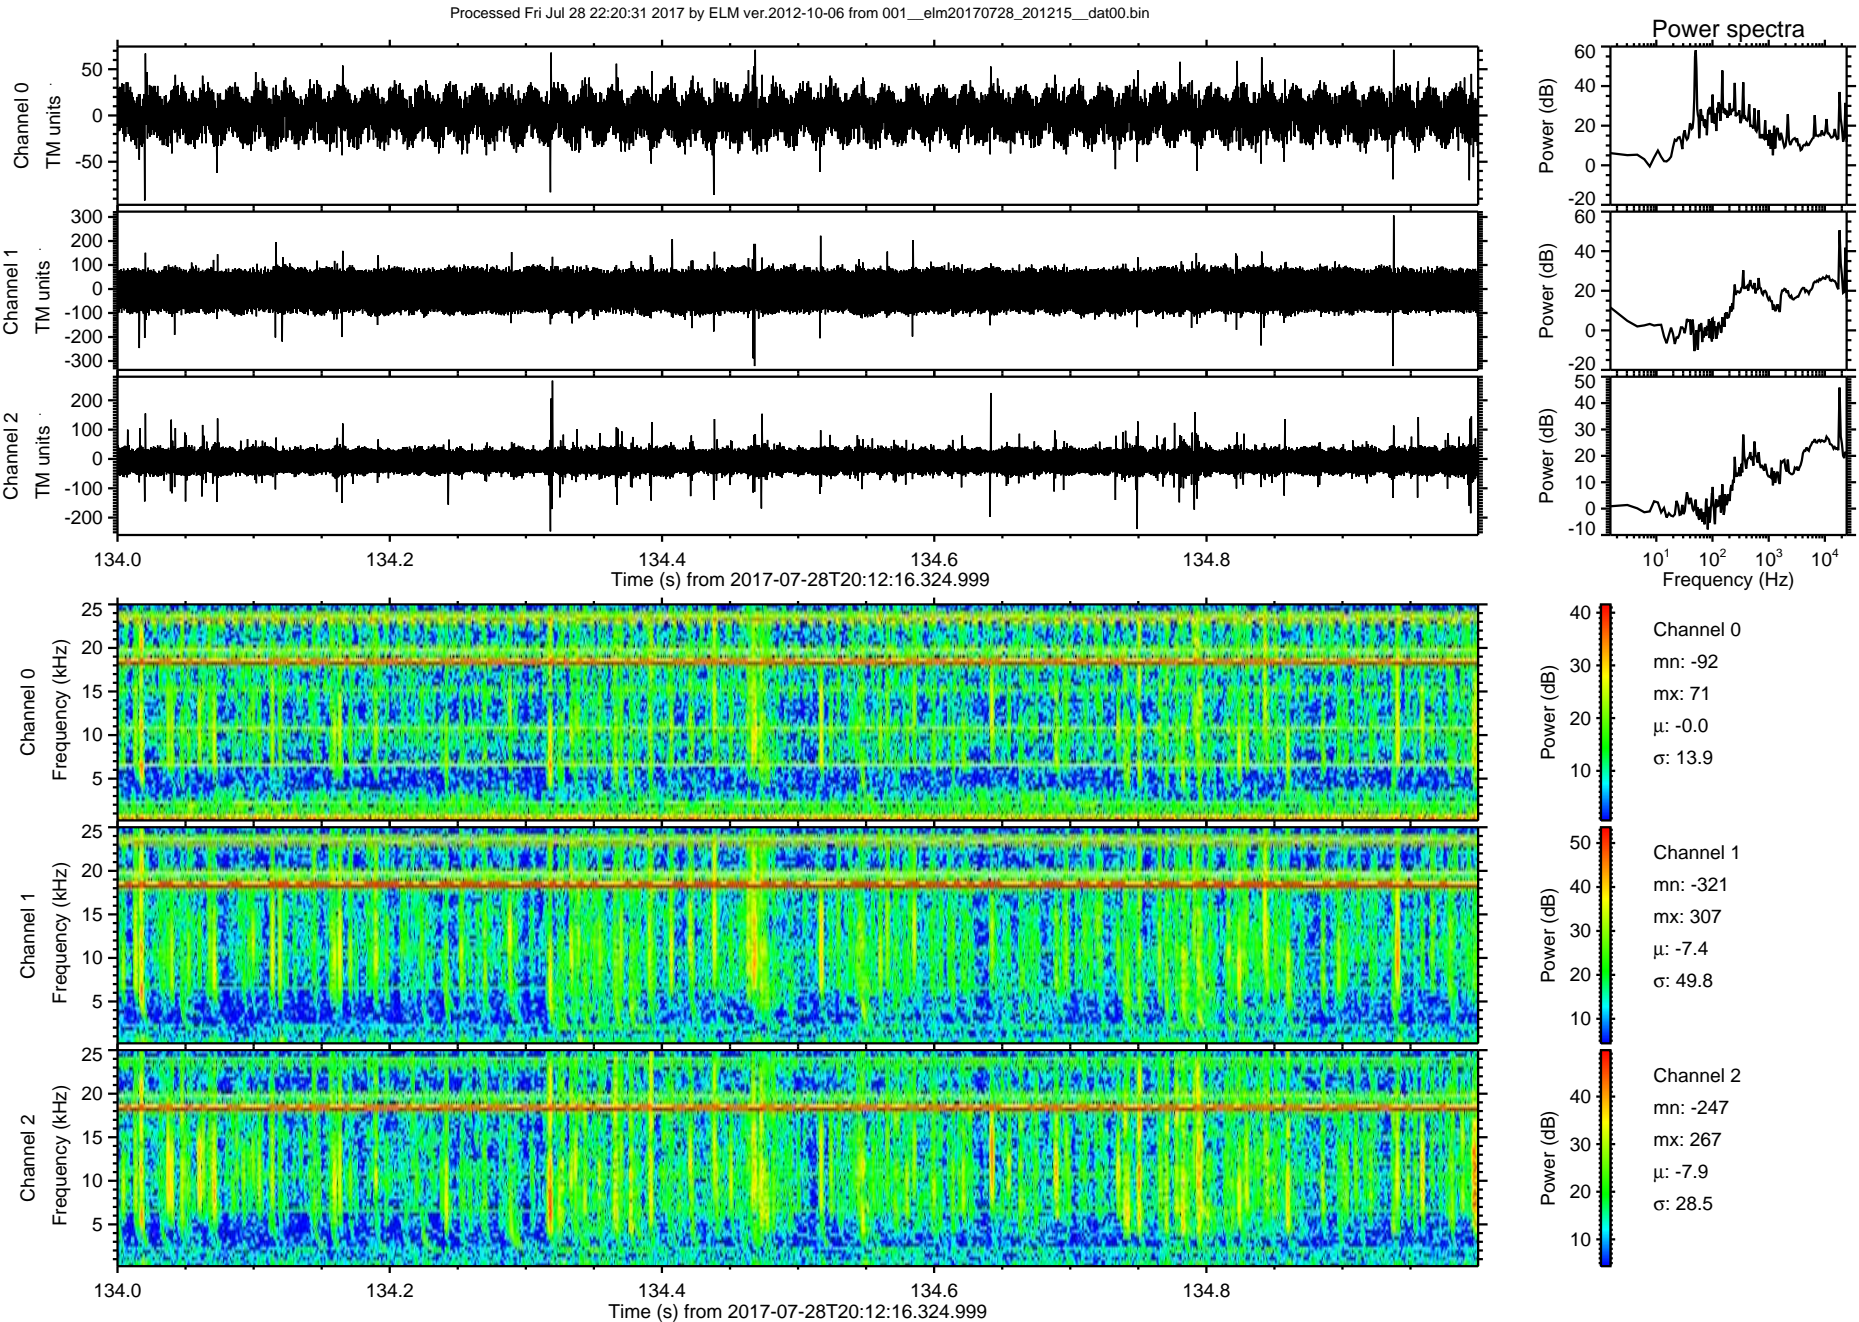 Processed Fri Jul 28 22:20:31 2017 by ELM ver.2012-10-06 from 001__elm20170728_201215__dat00.bin
Power spectra
Channel 0
TM units
50
0
-50
Power (dB)
60
40
20
0
-20
Channel 1
TM units
300
200
100
0
-100
-200
-300
Power (dB)
60
40
20
0
-20
Channel 2
TM units
200
100
0
-100
-200
Power (dB)
50
40
30
20
10
0
-10
134.0 134.2 134.4 134.6 134.8
Time (s) from 2017-07-28T20:12:16.324.999
10¹ 10² 10³ 10⁴
Frequency (Hz)
Channel 0
Frequency (kHz)
25
20
15
10
5
Power (dB)
40
30
20
10
Channel 0
mn: -92
mx: 71
μ: -0.0
σ: 13.9
Channel 1
Frequency (kHz)
25
20
15
10
5
Power (dB)
50
40
30
20
10
Channel 1
mn: -321
mx: 307
μ: -7.4
σ: 49.8
Channel 2
Frequency (kHz)
25
20
15
10
5
Power (dB)
40
30
20
10
Channel 2
mn: -247
mx: 267
μ: -7.9
σ: 28.5
134.0 134.2 134.4 134.6 134.8
Time (s) from 2017-07-28T20:12:16.324.999